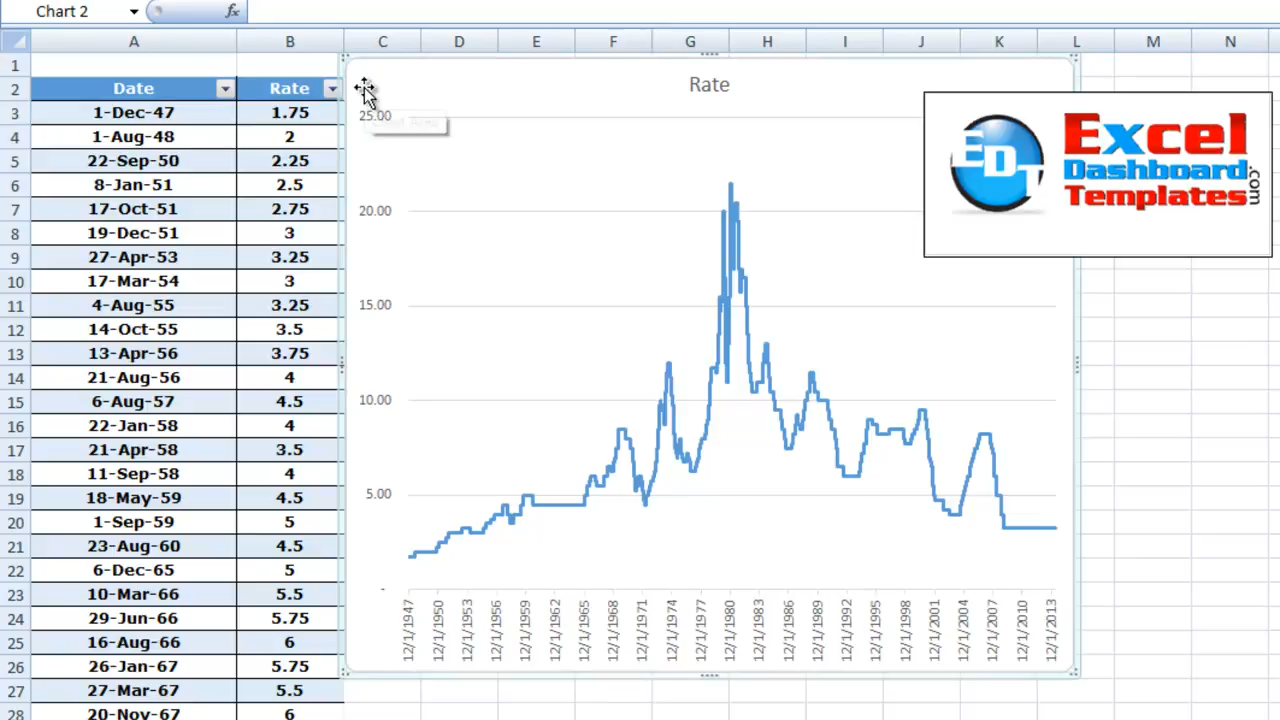 Chart 2
fx
A B C D E F G H I J K L M N
1
2 Date Rate
3 1-Dec-47 1.75
4 1-Aug-48 2
5 22-Sep-50 2.25
6 8-Jan-51 2.5
7 17-Oct-51 2.75
8 19-Dec-51 3
9 27-Apr-53 3.25
10 17-Mar-54 3
11 4-Aug-55 3.25
12 14-Oct-55 3.5
13 13-Apr-56 3.75
14 21-Aug-56 4
15 6-Aug-57 4.5
16 22-Jan-58 4
17 21-Apr-58 3.5
18 11-Sep-58 4
19 18-May-59 4.5
20 1-Sep-59 5
21 23-Aug-60 4.5
22 6-Dec-65 5
23 10-Mar-66 5.5
24 29-Jun-66 5.75
25 16-Aug-66 6
26 26-Jan-67 5.75
27 27-Mar-67 5.5
28 20-Nov-67 6
Rate
25.00
20.00
15.00
10.00
5.00
-
12/1/1947 12/1/1950 12/1/1953 12/1/1956 12/1/1959 12/1/1962 12/1/1965 12/1/1968 12/1/1971 12/1/1974 12/1/1977 12/1/1980 12/1/1983 12/1/1986 12/1/1989 12/1/1992 12/1/1995 12/1/1998 12/1/2001 12/1/2004 12/1/2007 12/1/2010 12/1/2013
EDT
Excel
Dashboard
Templates
.com